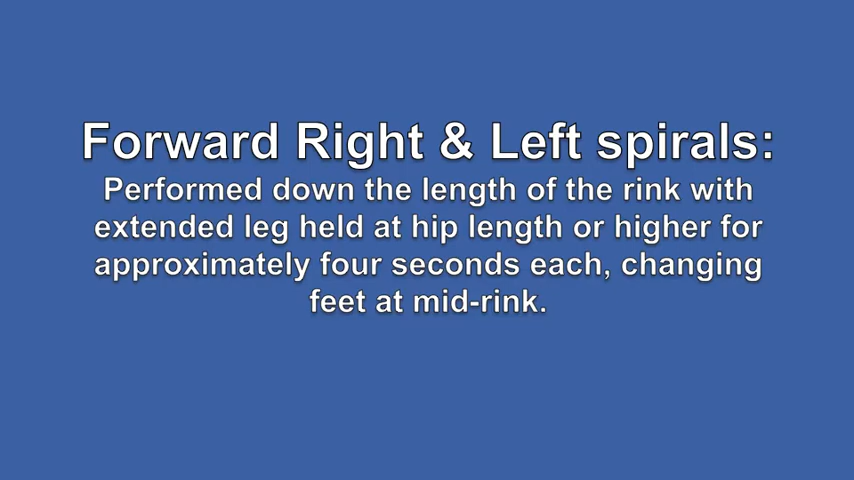 Forward Right & Left spirals:
Performed down the length of the rink with
extended leg held at hip length or higher for
approximately four seconds each, changing
feet at mid-rink.